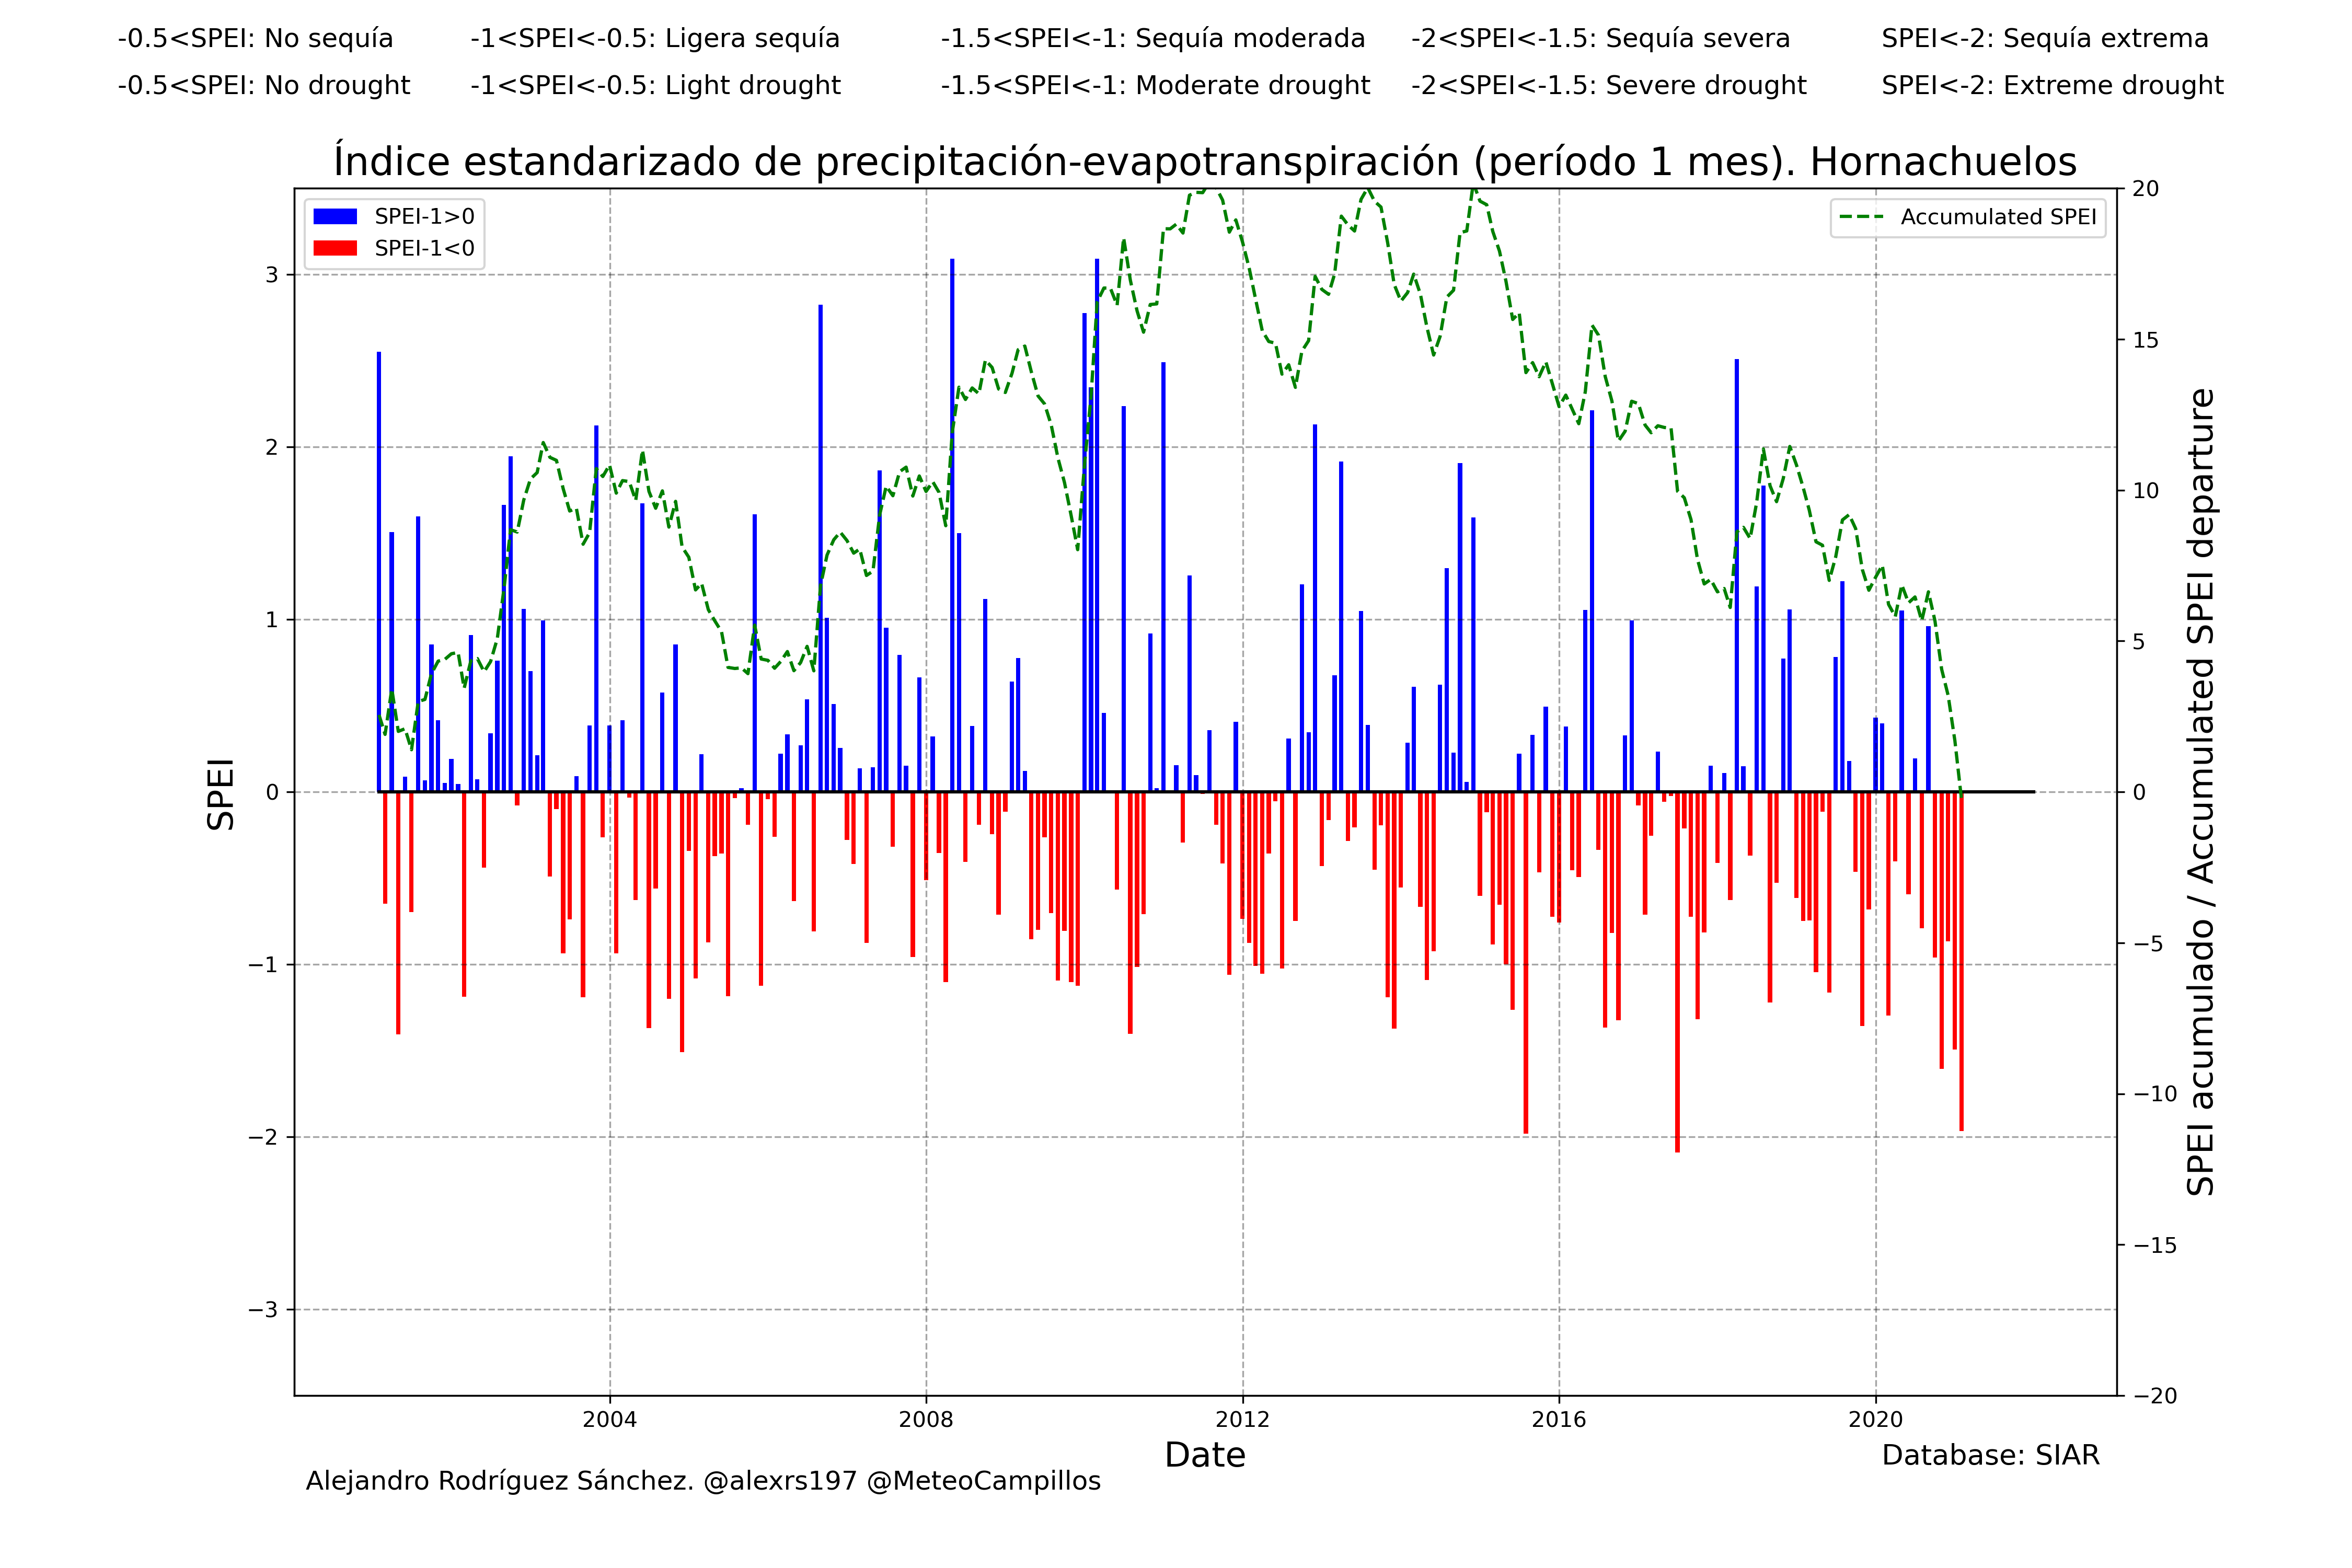 -0.5<SPEI: No sequía -1<SPEI<-0.5: Ligera sequía -1.5<SPEI<-1: Sequía moderada -2<SPEI<-1.5: Sequía severa SPEI<-2: Sequía extrema
-0.5<SPEI: No drought -1<SPEI<-0.5: Light drought -1.5<SPEI<-1: Moderate drought -2<SPEI<-1.5: Severe drought SPEI<-2: Extreme drought
Índice estandarizado de precipitación-evapotranspiración (período 1 mes). Hornachuelos
SPEI-1>0
SPEI-1<0
Accumulated SPEI
SPEI
3
2
1
0
−1
−2
−3
20
15
10
5
0
−5
−10
−15
−20
SPEI acumulado / Accumulated SPEI departure
2004 2008 2012 2016 2020
Date
Database: SIAR
Alejandro Rodríguez Sánchez. @alexrs197 @MeteoCampillos